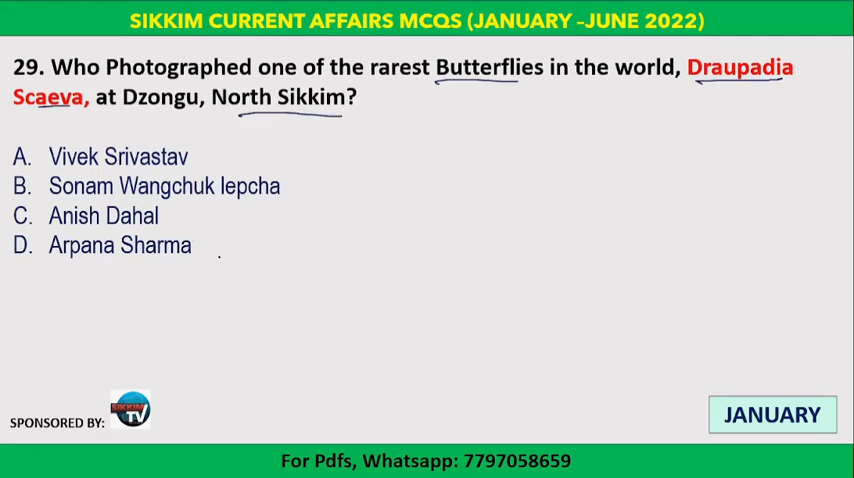 SIKKIM CURRENT AFFAIRS MCQS (JANUARY –JUNE 2022)
29. Who Photographed one of the rarest Butterflies in the world, Draupadia
Scaeva, at Dzongu, North Sikkim?
A. Vivek Srivastav
B. Sonam Wangchuk lepcha
C. Anish Dahal
D. Arpana Sharma
SPONSORED BY:
SIKKIM
TV
JANUARY
For Pdfs, Whatsapp: 7797058659